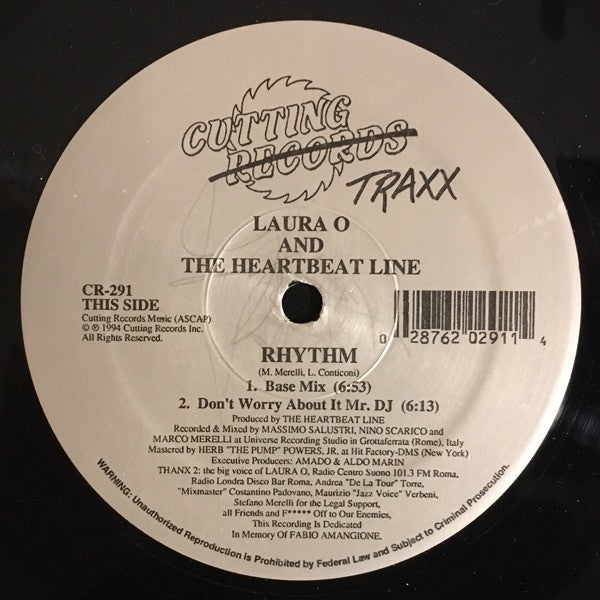 CUTTING
RECORDS
TRAXX
LAURA O
AND
THE HEARTBEAT LINE
CR-291
THIS SIDE
Cutting Records Music (ASCAP)
© ℗ 1994 Cutting Records Inc.
All Rights Reserved.
0 28762 02911 4
RHYTHM
(M. Merelli, L. Conticoni)
1. Base Mix (6:53)
2. Don't Worry About It Mr. DJ (6:13)
Produced by THE HEARTBEAT LINE
Recorded & Mixed by MASSIMO SALUSTRI, NINO SCARICO and
MARCO MERELLI at Universe Recording Studio in Grottaferrata (Rome), Italy
Mastered by HERB "THE PUMP" POWERS, JR. at Hit Factory-DMS (New York)
Executive Producers: AMADO & ALDO MARIN
THANX 2; the big voice of LAURA O, Radio Centro Suono 101.3 FM Roma,
Radio Londra Disco Bar Roma, Andrea "De La Tour" Torre,
"Mixmaster" Costantino Padovano, Maurizio "Jazz Voice" Verbeni,
Stefano Merelli for the Legal Support,
all Friends and F***** Off to Our Enemies,
This Recording Is Dedicated
In Memory Of FABIO AMANGIONE.
WARNING: Unauthorized Reproduction is Prohibited by Federal Law and Subject to Criminal Prosecution.